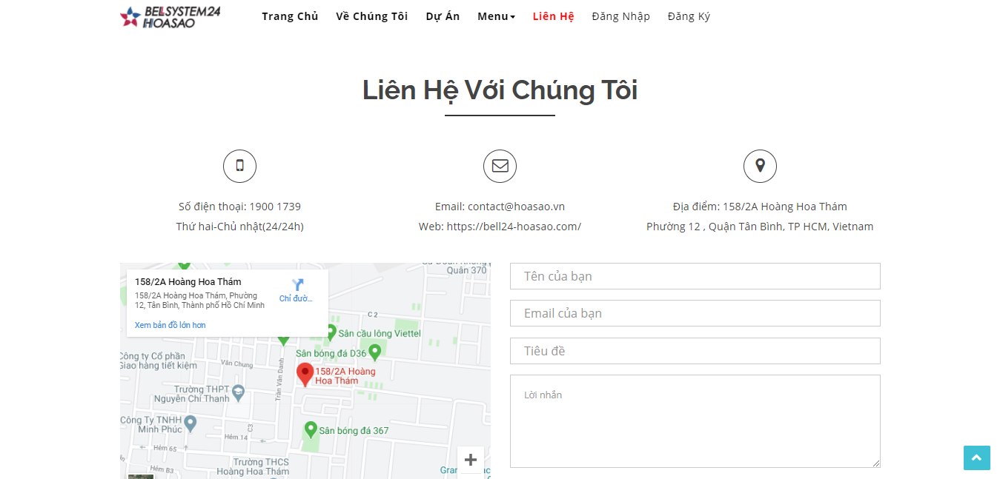 BELLSYSTEM24
HOASAO
Trang Chủ
Về Chúng Tôi
Dự Án
Menu
Liên Hệ
Đăng Nhập
Đăng Ký
Liên Hệ Với Chúng Tôi
Số điện thoại: 1900 1739
Thứ hai-Chủ nhật(24/24h)
Email: contact@hoasao.vn
Web: https://bell24-hoasao.com/
Địa điểm: 158/2A Hoàng Hoa Thám
Phường 12 , Quận Tân Bình, TP HCM, Vietnam
158/2A Hoàng Hoa Thám
158/2A Hoàng Hoa Thám, Phường
12, Tân Bình, Thành phố Hồ Chí Minh
Chỉ đườ...
Xem bản đồ lớn hơn
Quân 370
C 2
Sân cầu lông Viettel
Sân bóng đá D36
Công ty Cổ phần
Giao hàng tiết kiệm
Văn Chung
Trần Văn Danh
158/2A Hoàng
Hoa Thám
Trường THPT
Nguyễn Chí Thanh
Công Ty TNHH
Minh Phúc
C3
Hẻm 14
Sân bóng đá 367
Hẻm 65
Hẻm B3
Trường THCS
Hoàng Hoa Thám
Tên của bạn
Email của bạn
Tiêu đề
Lời nhắn